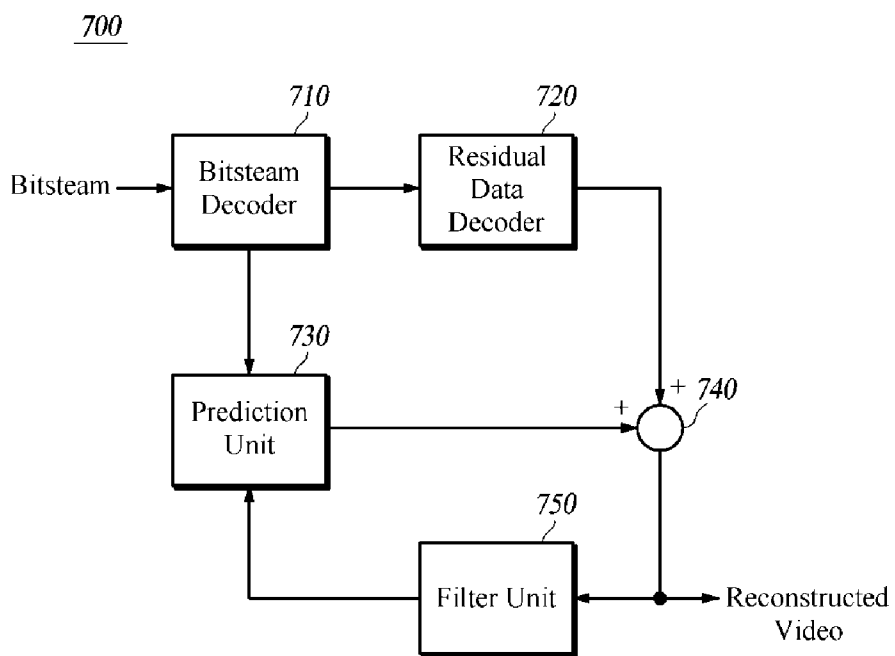 700
710
720
Bitsteam
Bitsteam
Decoder
Residual
Data
Decoder
730
Prediction
Unit
+
+
740
750
Filter Unit
Reconstructed
Video